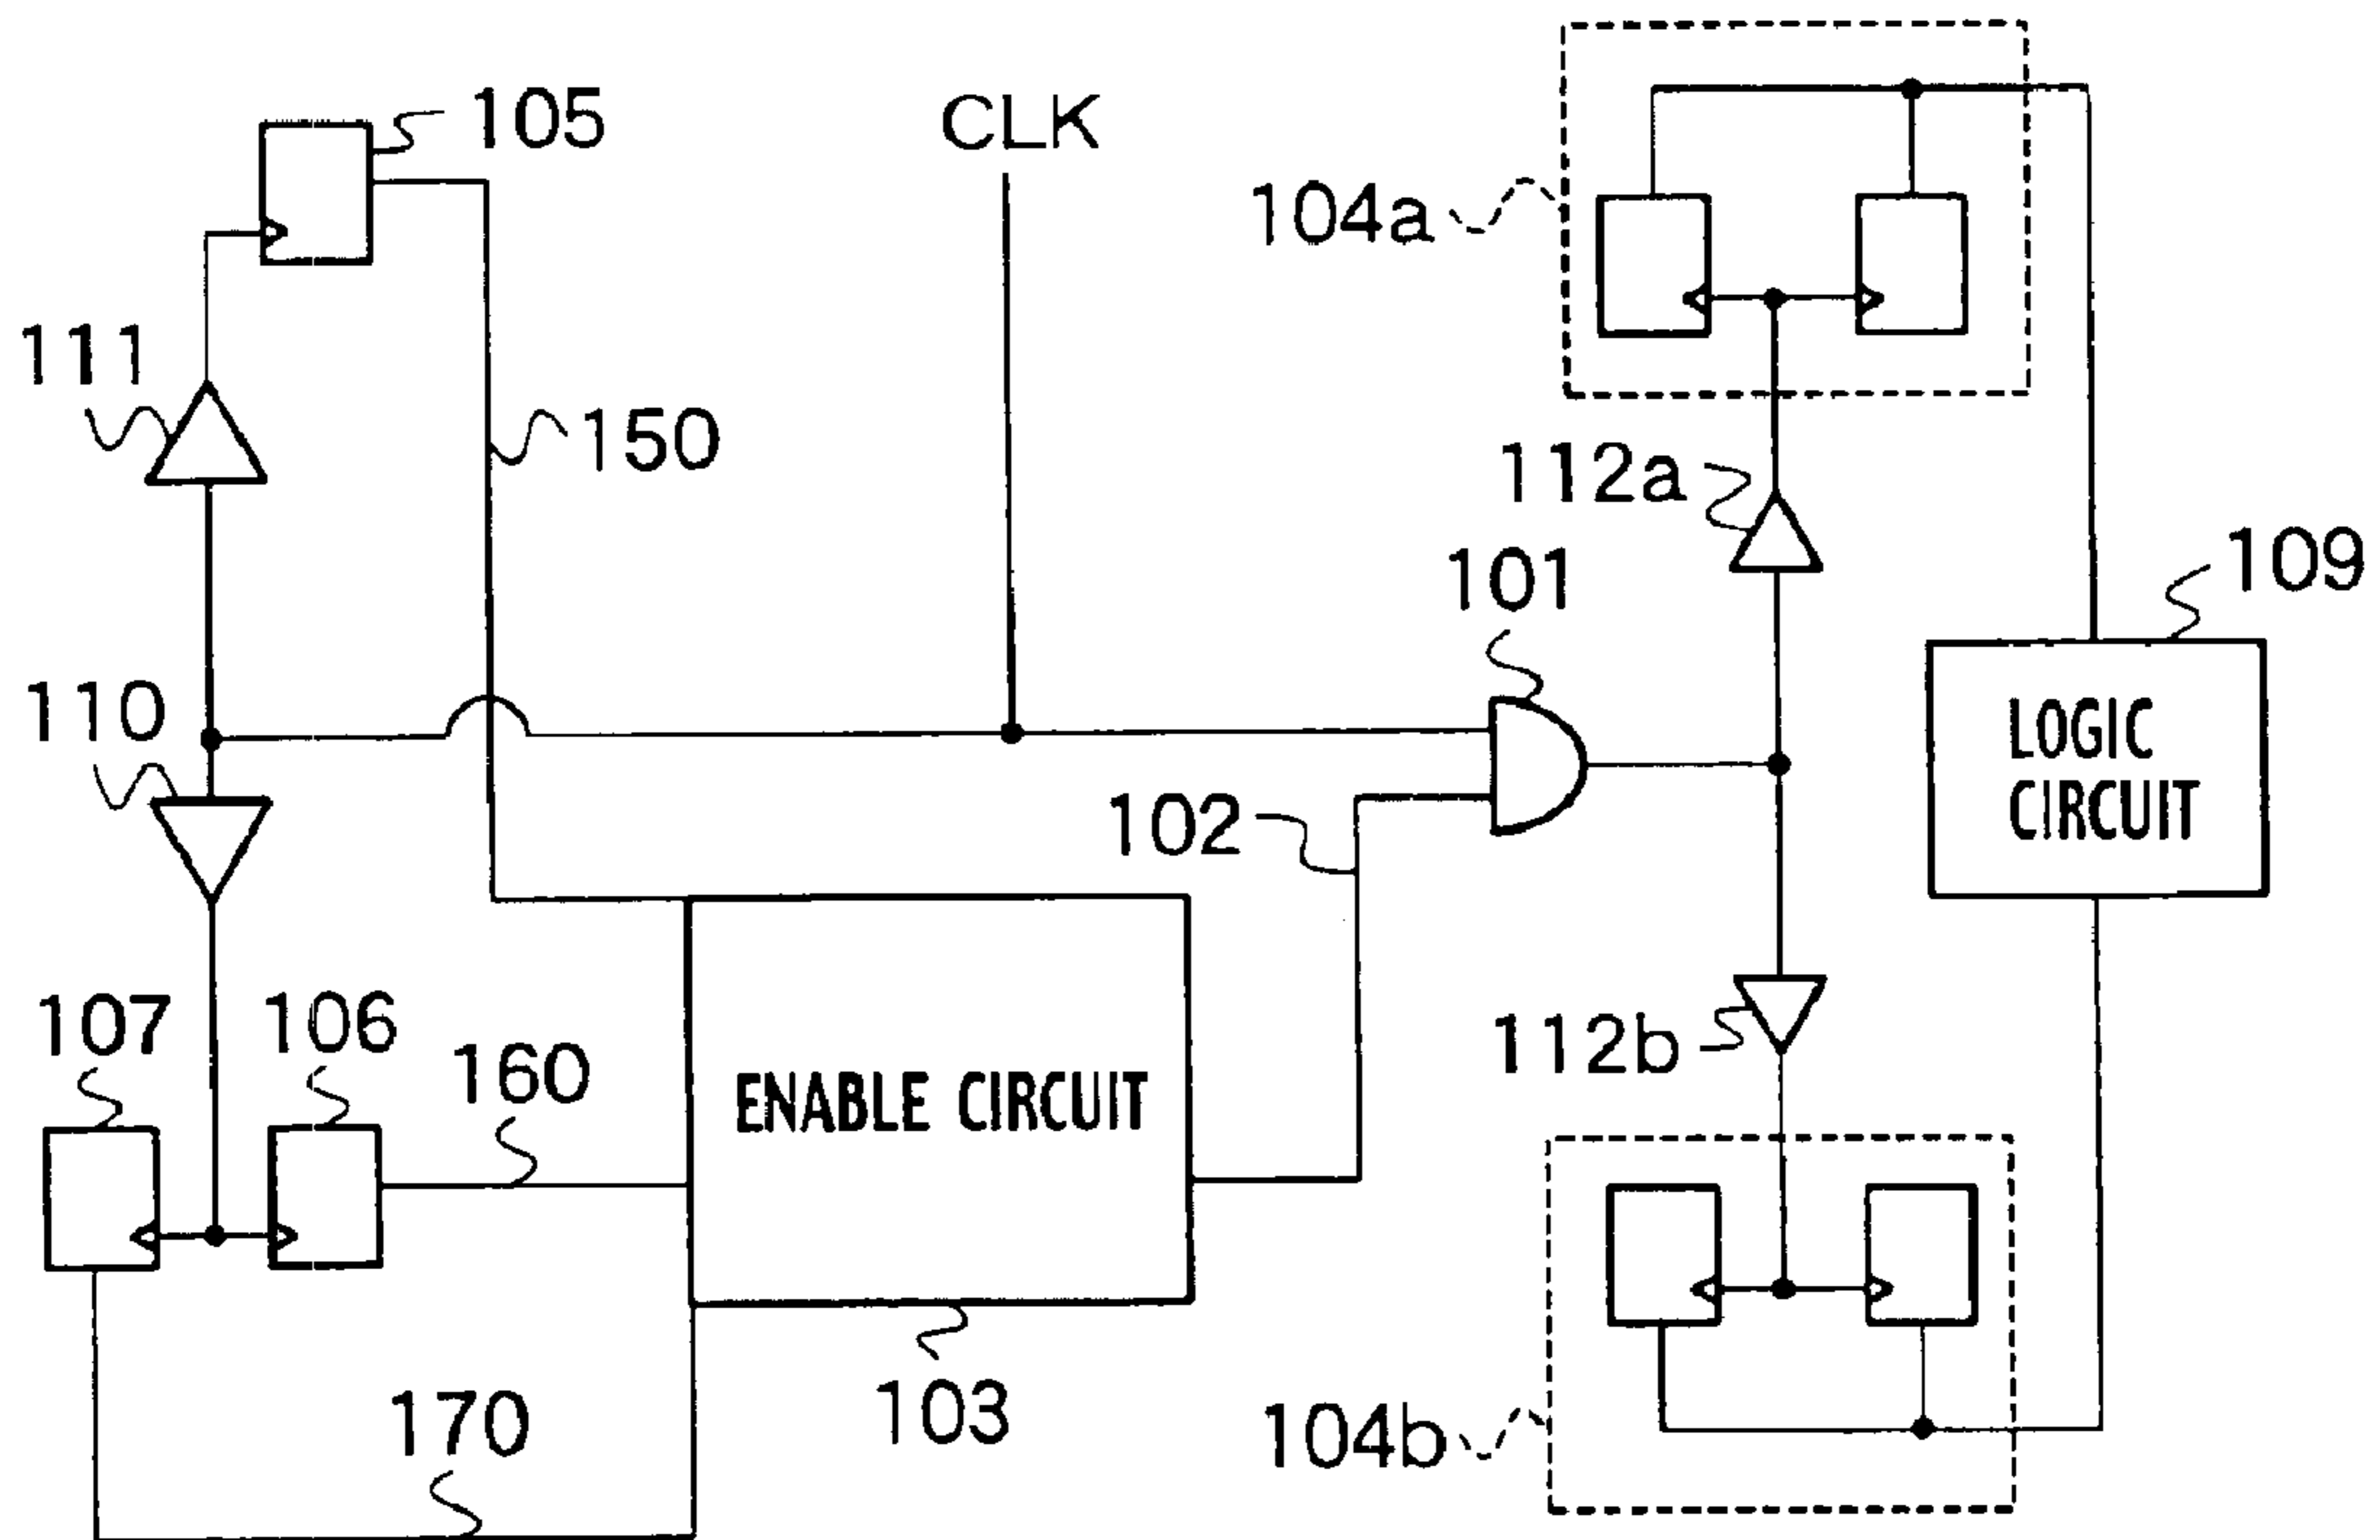 105
CLK
104a
111
150
112a
101
109
110
LOGIC
CIRCUIT
102
107
106
160
112b
ENABLE CIRCUIT
170
103
104b